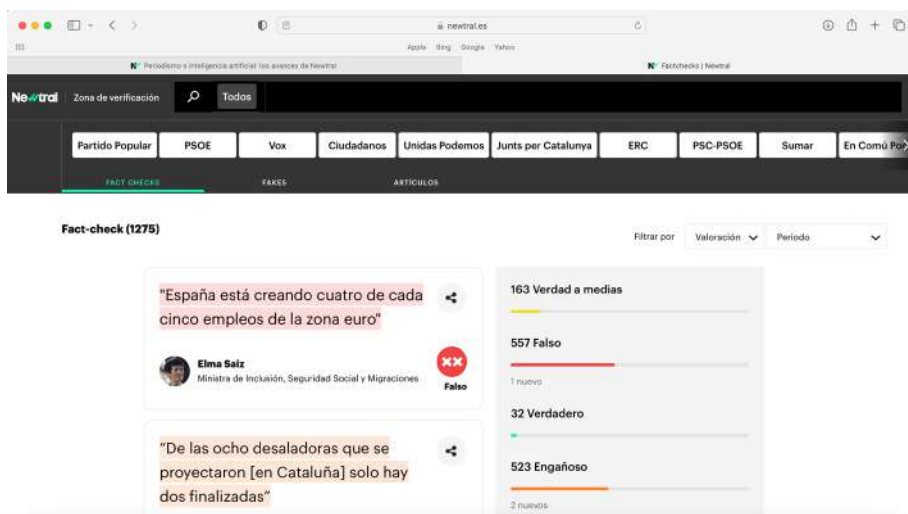 newtral.es
Apple Bing Google Yahoo
Periodismo e inteligencia artificial: los avances de Newtral
Factchecks | Newtral
Newtral Zona de verificación Todos
Partido Popular PSOE Vox Ciudadanos Unidas Podemos Junts per Catalunya ERC PSC-PSOE Sumar En Comú Po
FACT CHECKS FAKES ARTÍCULOS
Fact-check (1275)
Filtrar por Valoración Periodo
"España está creando cuatro de cada
cinco empleos de la zona euro"
Elma Saiz
Ministra de Inclusión, Seguridad Social y Migraciones
Falso
"De las ocho desaladoras que se
proyectaron [en Cataluña] solo hay
dos finalizadas"
163 Verdad a medias
557 Falso
1 nuevo
32 Verdadero
523 Engañoso
2 nuevos